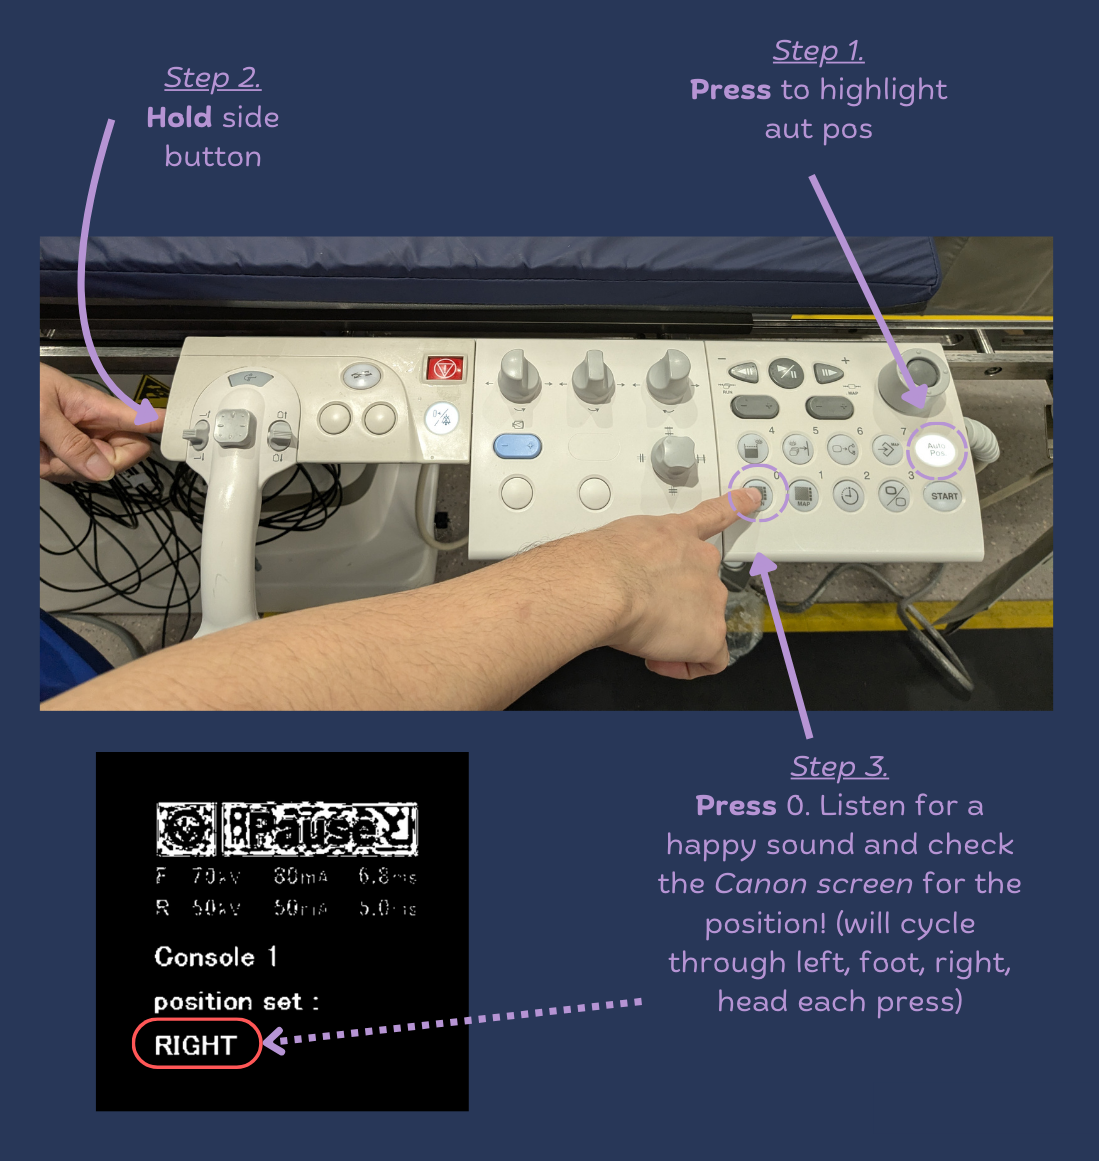 Step 2.
Hold side
button
Step 1.
Press to highlight
aut pos
-
+
RUN
MAP
4
5
6
7
MAP
Auto
Pos.
0
1
2
3
MAP
START
Step 3.
Press 0. Listen for a
happy sound and check
the Canon screen for the
position! (will cycle
through left, foot, right,
head each press)
Pause
F 70kV 80mA 6.8ms
R 50kV 50mA 5.0ms
Console 1
position set :
RIGHT